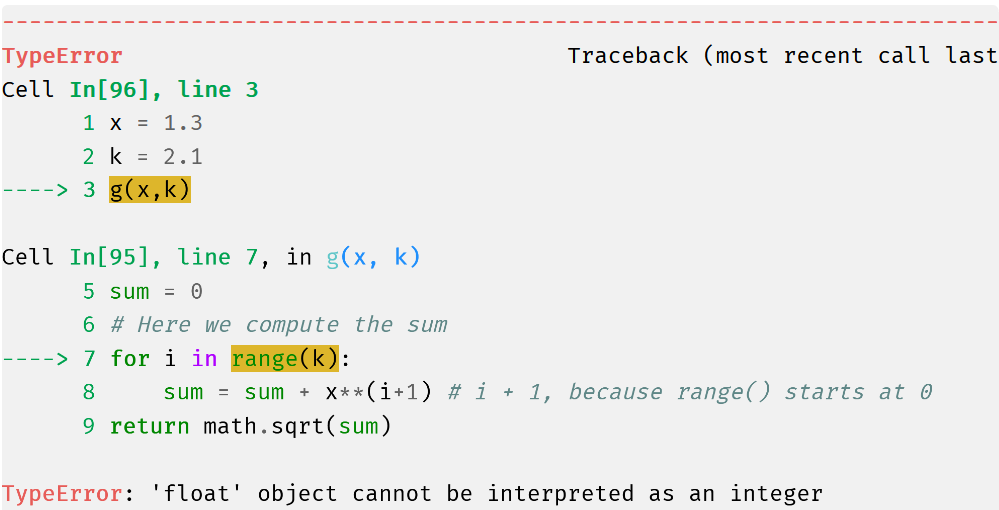 ---------------------------------------------------------------------------
TypeError                                 Traceback (most recent call last
Cell In[96], line 3
      1 x = 1.3
      2 k = 2.1
----> 3 g(x,k)

Cell In[95], line 7, in g(x, k)
      5 sum = 0
      6 # Here we compute the sum
----> 7 for i in range(k):
      8     sum = sum + x**(i+1) # i + 1, because range() starts at 0
      9 return math.sqrt(sum)

TypeError: 'float' object cannot be interpreted as an integer